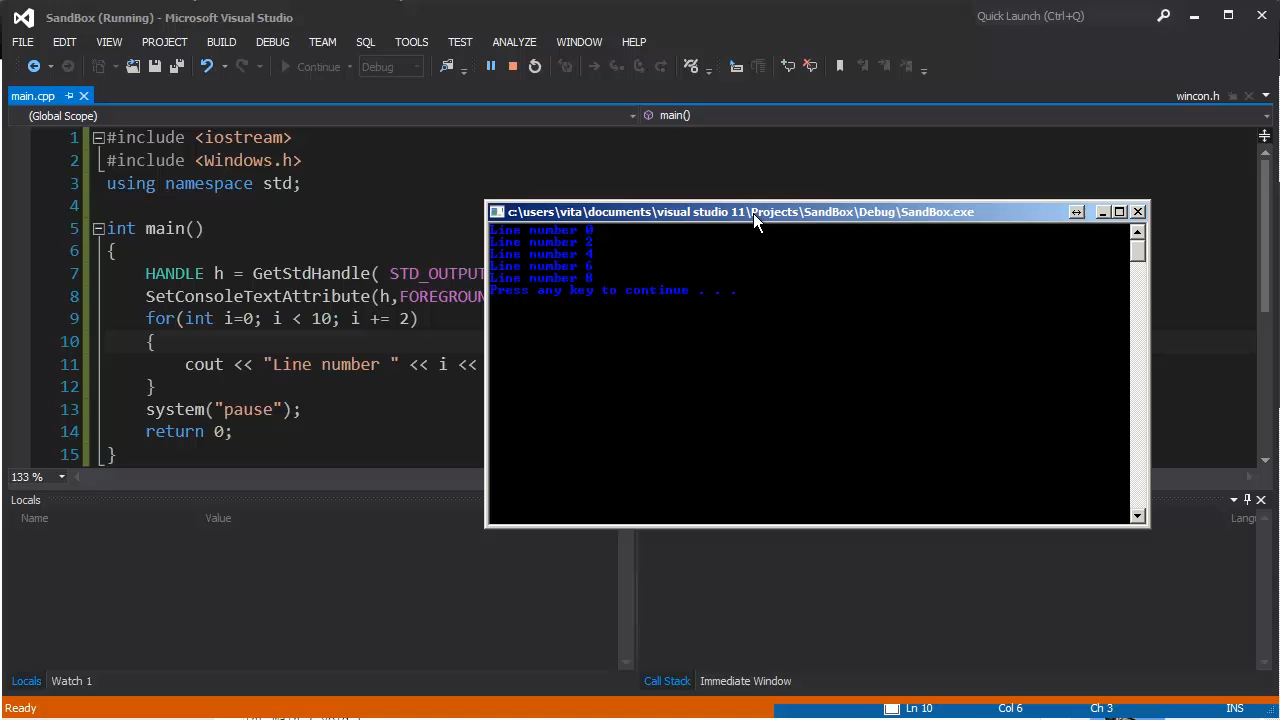 SandBox (Running) - Microsoft Visual Studio
Quick Launch (Ctrl+Q)
FILE EDIT VIEW PROJECT BUILD DEBUG TEAM SQL TOOLS TEST ANALYZE WINDOW HELP
Continue Debug
main.cpp
wincon.h
(Global Scope)
main()
1 #include <iostream>
2 #include <Windows.h>
3 using namespace std;
4
5 int main()
6 {
7 HANDLE h = GetStdHandle( STD_OUTPUT
8 SetConsoleTextAttribute(h,FOREGROUN
9 for(int i=0; i < 10; i += 2)
10 {
11 cout << "Line number " << i <<
12 }
13 system("pause");
14 return 0;
15 }
c:\users\vita\documents\visual studio 11\Projects\SandBox\Debug\SandBox.exe
Line number 0
Line number 2
Line number 4
Line number 6
Line number 8
Press any key to continue . . .
133 %
Locals
Name Value
Langu
Locals Watch 1
Call Stack Immediate Window
Ready
Ln 10 Col 6 Ch 3 INS